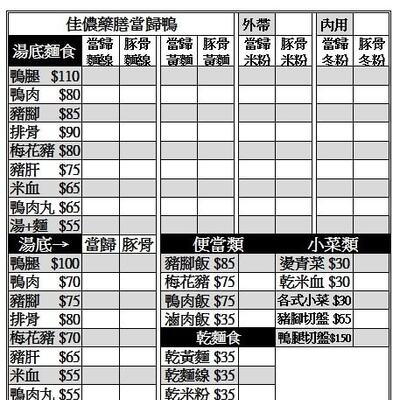 佳儂藥膳當歸鴨 外帶 內用
湯底麵食 當歸麵線 豚骨麵線 當歸黃麵 豚骨黃麵 當歸米粉 豚骨米粉 當歸冬粉 豚骨冬粉
鴨腿 $110
鴨肉 $80
豬腳 $85
排骨 $90
梅花豬 $80
豬肝 $75
米血 $65
鴨肉丸 $65
湯+麵 $55
湯底→ 當歸 豚骨 便當類 小菜類
鴨腿 $100 豬腳飯 $85 燙青菜 $30
鴨肉 $70 梅花豬 $75 乾米血 $30
豬腳 $75 鴨肉飯 $75 各式小菜 $30
排骨 $80 滷肉飯 $35 豬腳切盤 $65
梅花豬 $70 乾麵食 鴨腿切盤$150
豬肝 $65 乾黃麵 $35
米血 $55 乾麵線 $35
鴨肉丸 $55 乾米粉 $35